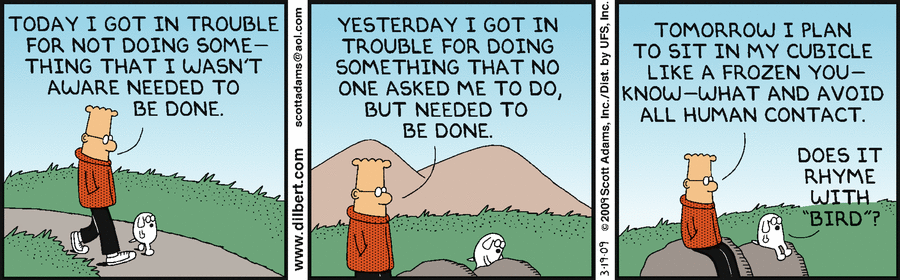 TODAY I GOT IN TROUBLE
FOR NOT DOING SOME-
THING THAT I WASN'T
AWARE NEEDED TO
BE DONE.
www.dilbert.com scottadams@aol.com
YESTERDAY I GOT IN
TROUBLE FOR DOING
SOMETHING THAT NO
ONE ASKED ME TO DO,
BUT NEEDED TO
BE DONE.
3-19-09 ©2009 Scott Adams, Inc./Dist. by UFS, Inc.
TOMORROW I PLAN
TO SIT IN MY CUBICLE
LIKE A FROZEN YOU-
KNOW-WHAT AND AVOID
ALL HUMAN CONTACT.
DOES IT
RHYME
WITH
"BIRD"?